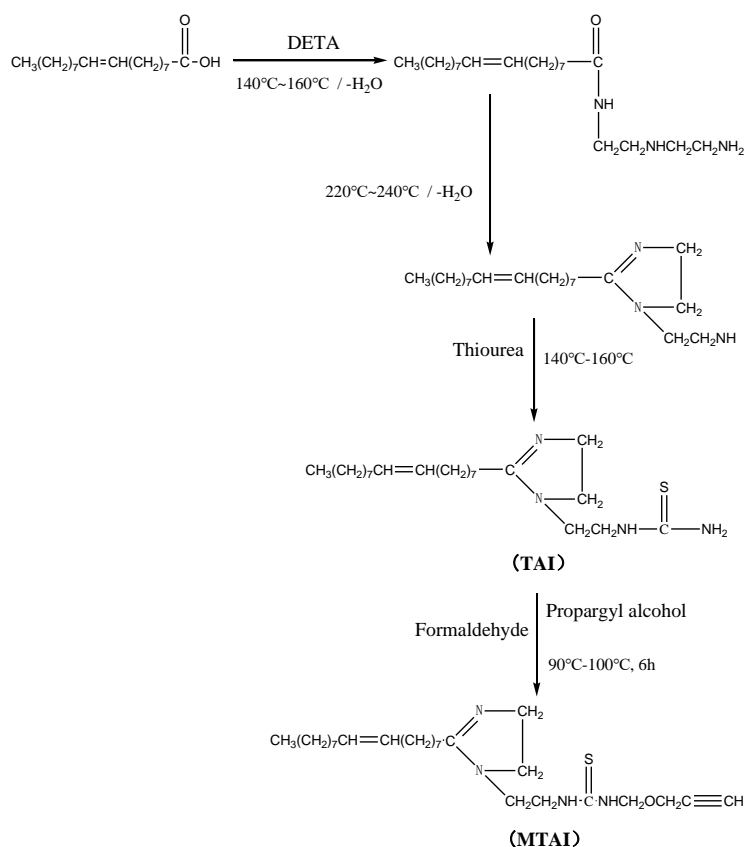 O
CH₃(CH₂)₇CH=CH(CH₂)₇-C-OH
DETA
140°C~160°C / -H₂O
O
CH₃(CH₂)₇CH=CH(CH₂)₇—C
NH
CH₂CH₂NHCH₂CH₂NH₂
220°C~240°C / -H₂O
N—CH₂
CH₃(CH₂)₇CH=CH(CH₂)₇—C
N—CH₂
CH₂CH₂NH
Thiourea
140°C-160°C
N—CH₂
CH₃(CH₂)₇CH=CH(CH₂)₇—C
N—CH₂
S
CH₂CH₂NH—C—NH₂
(TAI)
Propargyl alcohol
Formaldehyde
90°C-100°C, 6h
N—CH₂
CH₃(CH₂)₇CH=CH(CH₂)₇-C
N—CH₂
S
CH₂CH₂NH-C-NHCH₂OCH₂C≡CH
(MTAI)